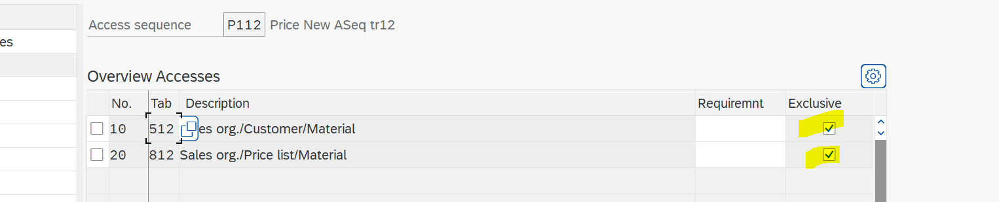 es
Access sequence P112 Price New ASeq tr12
Overview Accesses
No. Tab Description Requiremnt Exclusive
10 512 es org./Customer/Material
20 812 Sales org./Price list/Material